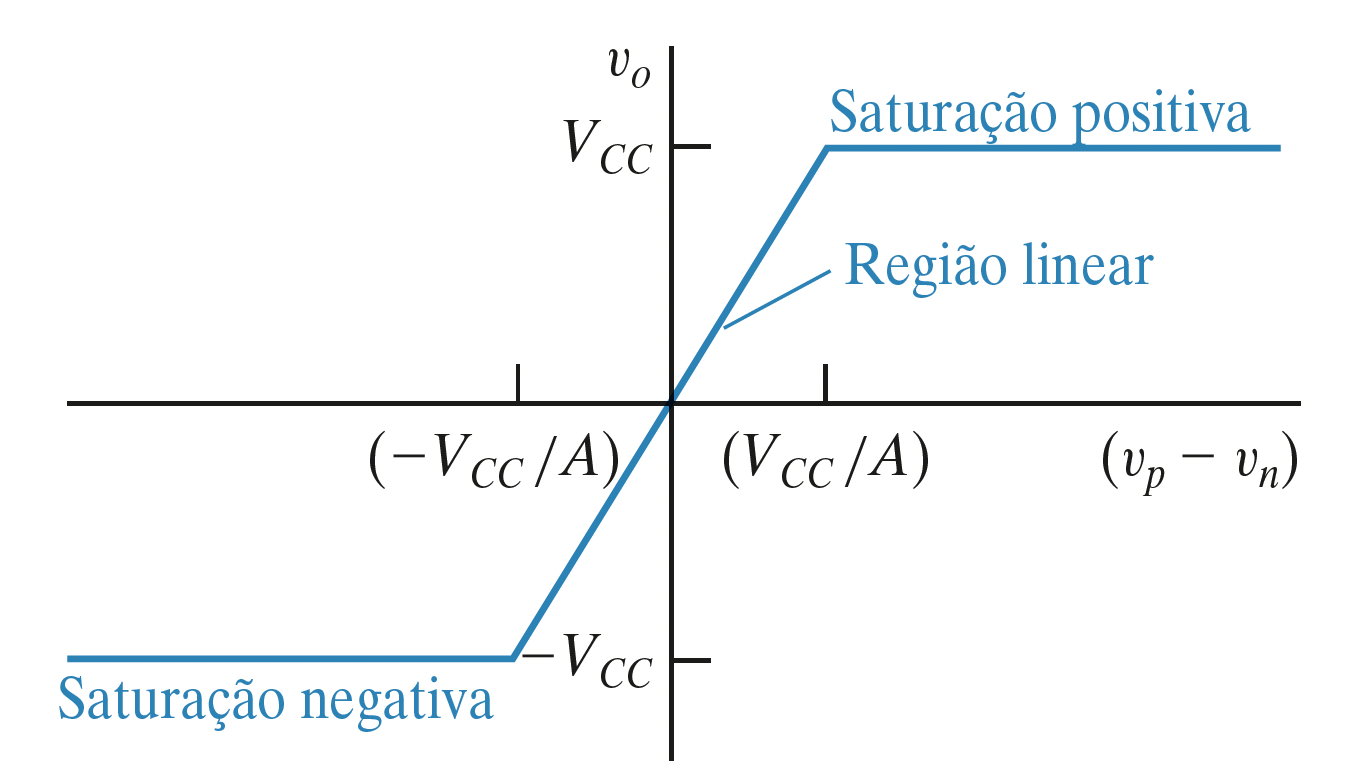 v_o
V_CC
Saturação positiva
Região linear
(−V_CC/A)
(V_CC/A)
(v_p − v_n)
−V_CC
Saturação negativa